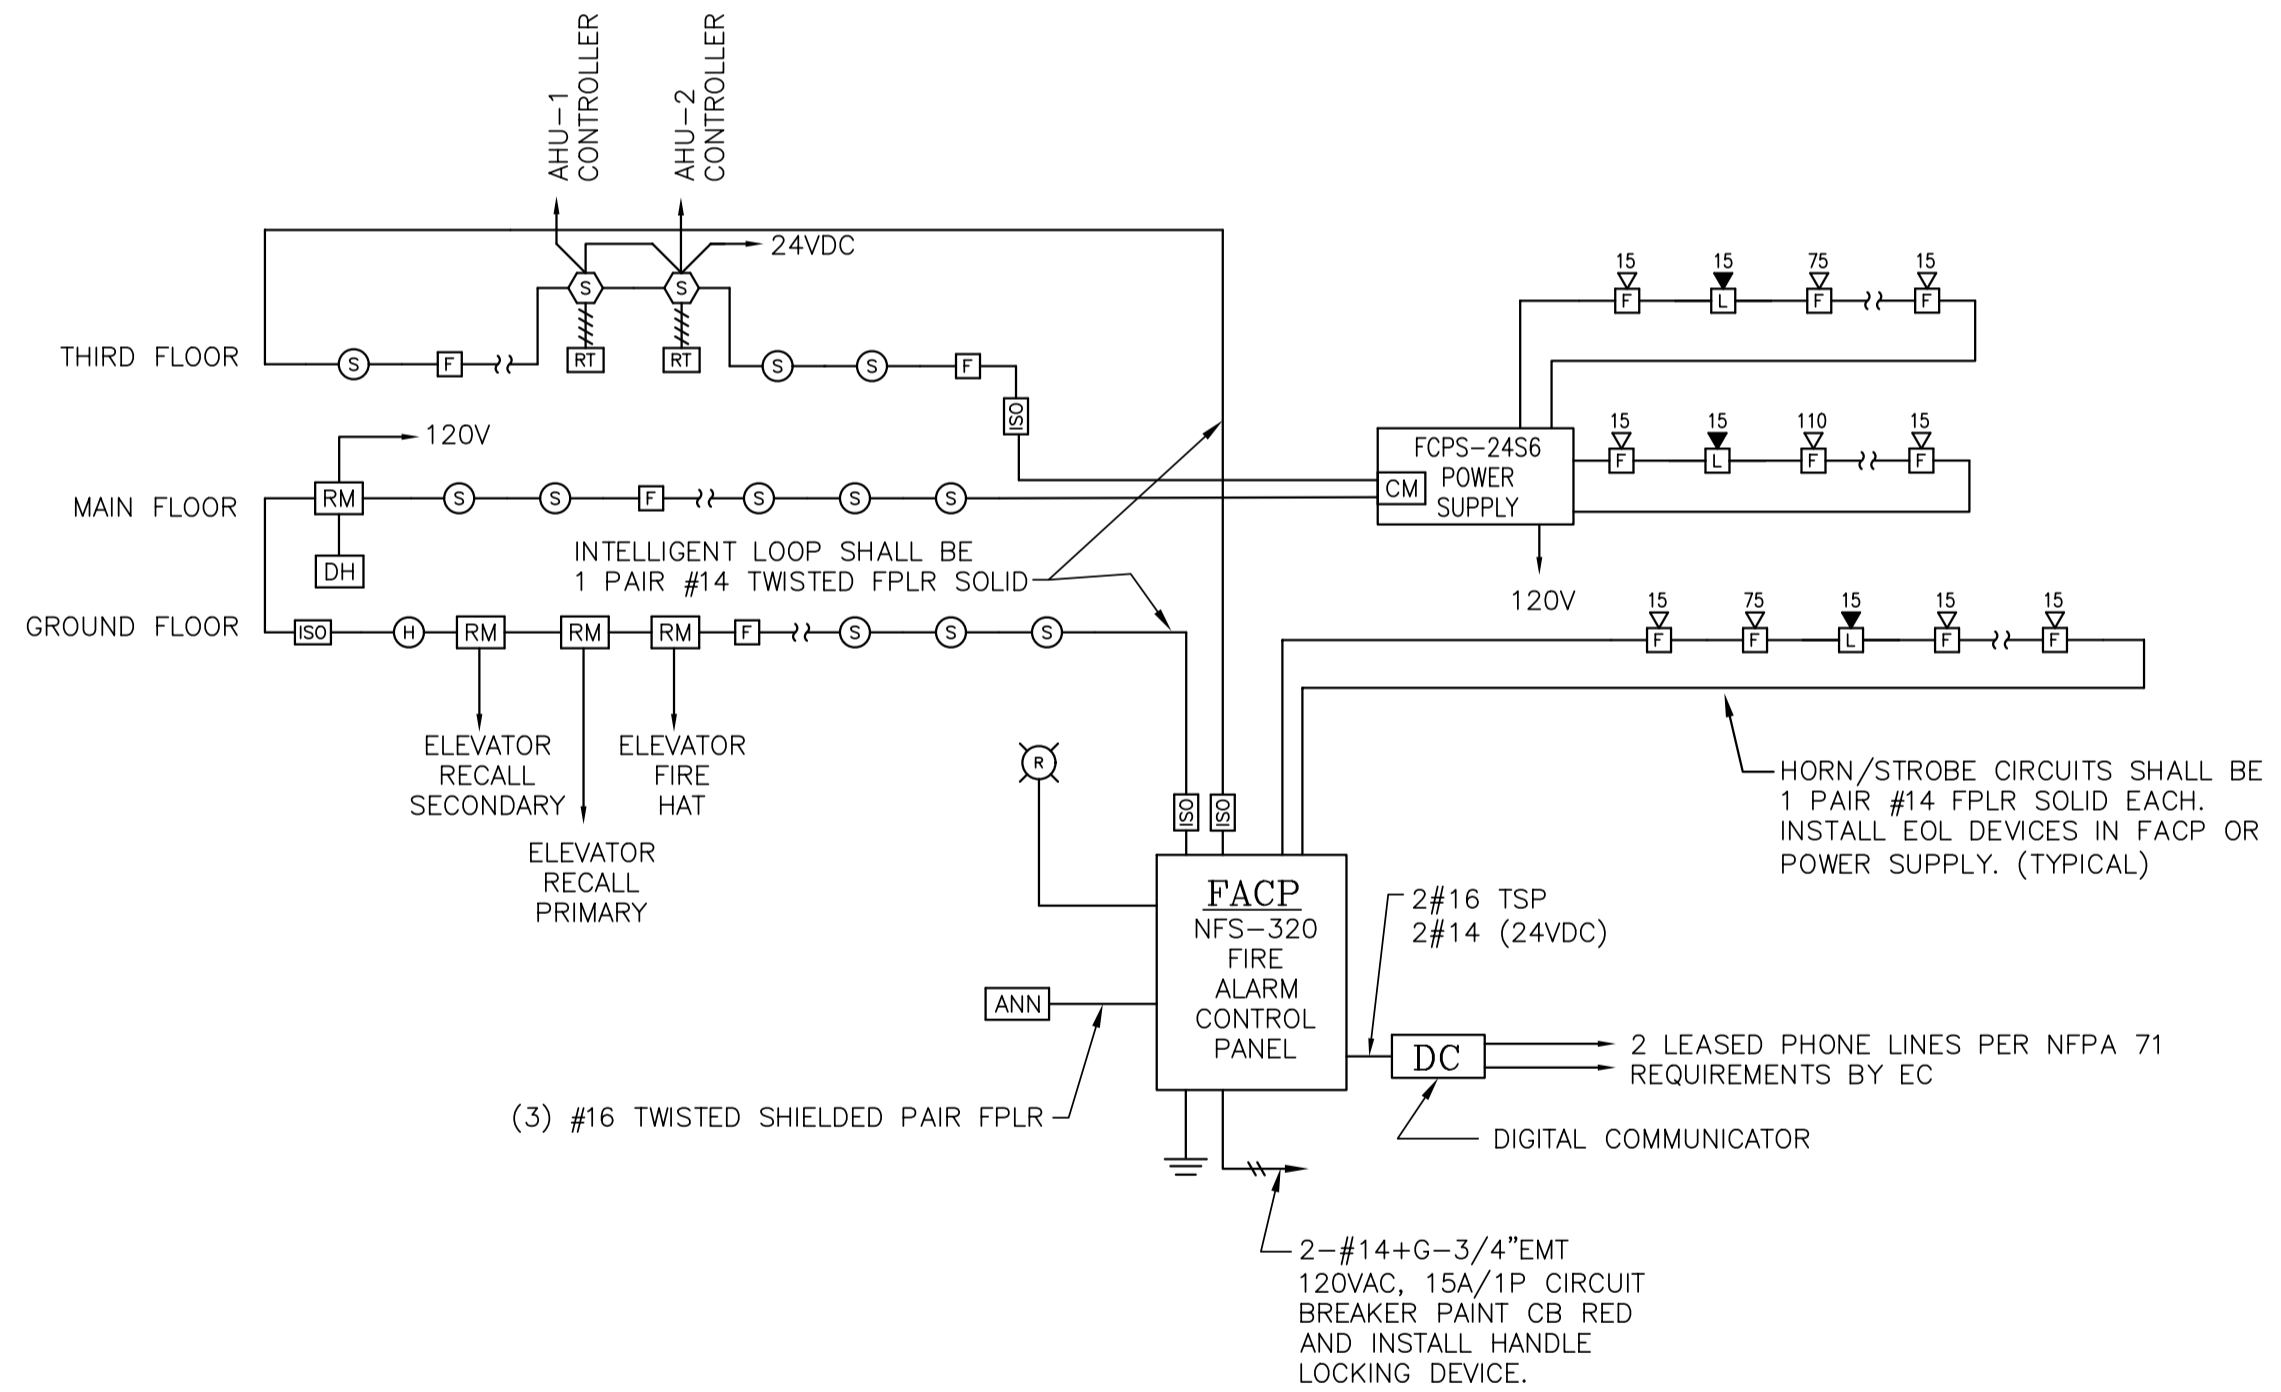 AHU-1
CONTROLLER
AHU-2
CONTROLLER
24VDC
S
S
RT
RT
THIRD FLOOR
S
F
S
S
F
ISO
15
15
75
15
F
L
F
F
120V
MAIN FLOOR
RM
S
S
F
S
S
S
DH
FCPS-24S6
POWER
SUPPLY
CM
120V
15
15
110
15
F
L
F
F
INTELLIGENT LOOP SHALL BE
1 PAIR #14 TWISTED FPLR SOLID
GROUND FLOOR
ISO
H
RM
RM
RM
F
S
S
S
15
75
15
15
15
F
F
L
F
F
ELEVATOR
RECALL
SECONDARY
ELEVATOR
RECALL
PRIMARY
ELEVATOR
FIRE
HAT
R
ISO
ISO
HORN/STROBE CIRCUITS SHALL BE
1 PAIR #14 FPLR SOLID EACH.
INSTALL EOL DEVICES IN FACP OR
POWER SUPPLY. (TYPICAL)
FACP
NFS-320
FIRE
ALARM
CONTROL
PANEL
2#16 TSP
2#14 (24VDC)
ANN
DC
2 LEASED PHONE LINES PER NFPA 71
REQUIREMENTS BY EC
(3) #16 TWISTED SHIELDED PAIR FPLR
DIGITAL COMMUNICATOR
2-#14+G-3/4"EMT
120VAC, 15A/1P CIRCUIT
BREAKER PAINT CB RED
AND INSTALL HANDLE
LOCKING DEVICE.